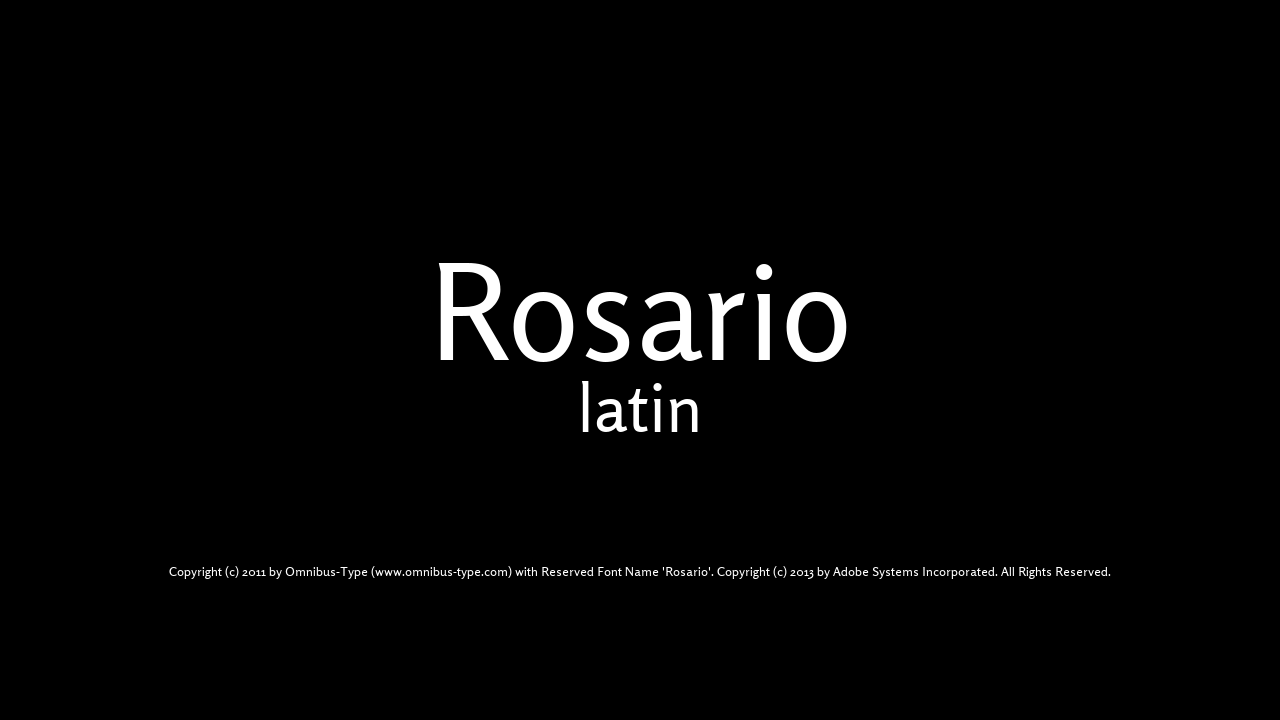 Rosario
latin
Copyright (c) 2011 by Omnibus-Type (www.omnibus-type.com) with Reserved Font Name 'Rosario'. Copyright (c) 2013 by Adobe Systems Incorporated. All Rights Reserved.